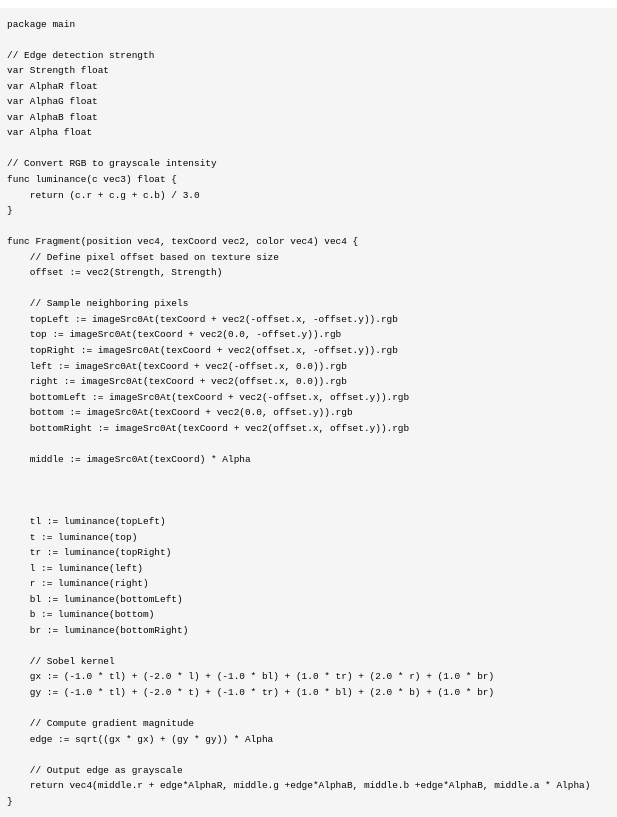 package main
// Edge detection strength
var Strength float
var AlphaR float
var AlphaG float
var AlphaB float
var Alpha float
// Convert RGB to grayscale intensity
func luminance(c vec3) float {
    return (c.r + c.g + c.b) / 3.0
}
func Fragment(position vec4, texCoord vec2, color vec4) vec4 {
    // Define pixel offset based on texture size
    offset := vec2(Strength, Strength)
    // Sample neighboring pixels
    topLeft := imageSrc0At(texCoord + vec2(-offset.x, -offset.y)).rgb
    top := imageSrc0At(texCoord + vec2(0.0, -offset.y)).rgb
    topRight := imageSrc0At(texCoord + vec2(offset.x, -offset.y)).rgb
    left := imageSrc0At(texCoord + vec2(-offset.x, 0.0)).rgb
    right := imageSrc0At(texCoord + vec2(offset.x, 0.0)).rgb
    bottomLeft := imageSrc0At(texCoord + vec2(-offset.x, offset.y)).rgb
    bottom := imageSrc0At(texCoord + vec2(0.0, offset.y)).rgb
    bottomRight := imageSrc0At(texCoord + vec2(offset.x, offset.y)).rgb
    middle := imageSrc0At(texCoord) * Alpha
    tl := luminance(topLeft)
    t := luminance(top)
    tr := luminance(topRight)
    l := luminance(left)
    r := luminance(right)
    bl := luminance(bottomLeft)
    b := luminance(bottom)
    br := luminance(bottomRight)
    // Sobel kernel
    gx := (-1.0 * tl) + (-2.0 * l) + (-1.0 * bl) + (1.0 * tr) + (2.0 * r) + (1.0 * br)
    gy := (-1.0 * tl) + (-2.0 * t) + (-1.0 * tr) + (1.0 * bl) + (2.0 * b) + (1.0 * br)
    // Compute gradient magnitude
    edge := sqrt((gx * gx) + (gy * gy)) * Alpha
    // Output edge as grayscale
    return vec4(middle.r + edge*AlphaR, middle.g +edge*AlphaB, middle.b +edge*AlphaB, middle.a * Alpha)
}